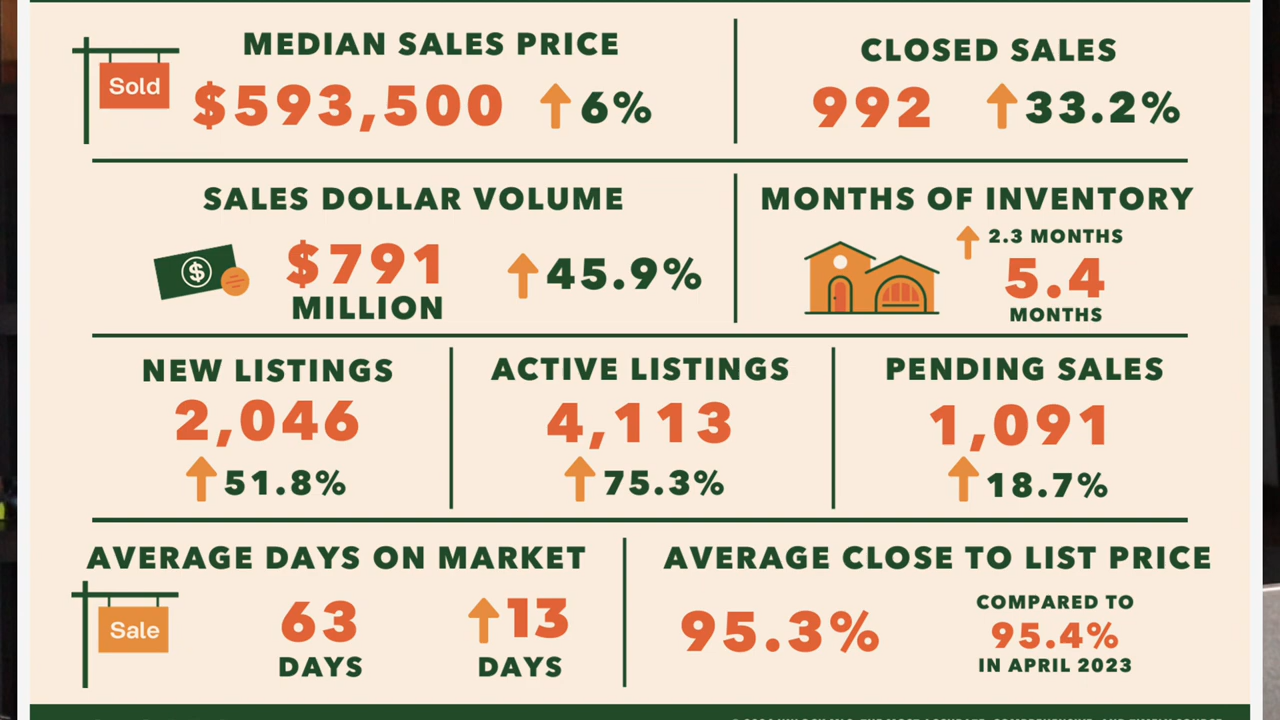 MEDIAN SALES PRICE
Sold
$593,500
6%
CLOSED SALES
992
33.2%
SALES DOLLAR VOLUME
$
$791
MILLION
45.9%
MONTHS OF INVENTORY
2.3 MONTHS
5.4
MONTHS
NEW LISTINGS
2,046
51.8%
ACTIVE LISTINGS
4,113
75.3%
PENDING SALES
1,091
18.7%
AVERAGE DAYS ON MARKET
Sale
63
DAYS
13
DAYS
AVERAGE CLOSE TO LIST PRICE
95.3%
COMPARED TO
95.4%
IN APRIL 2023